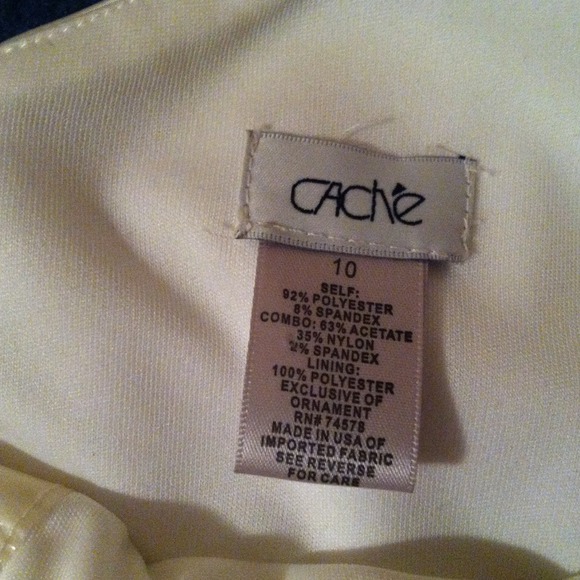 CAChé
10
SELF:
92% POLYESTER
8% SPANDEX
COMBO: 63% ACETATE
35% NYLON
2% SPANDEX
LINING:
100% POLYESTER
EXCLUSIVE OF
ORNAMENT
RN# 74578
MADE IN USA OF
IMPORTED FABRIC
SEE REVERSE
FOR CARE